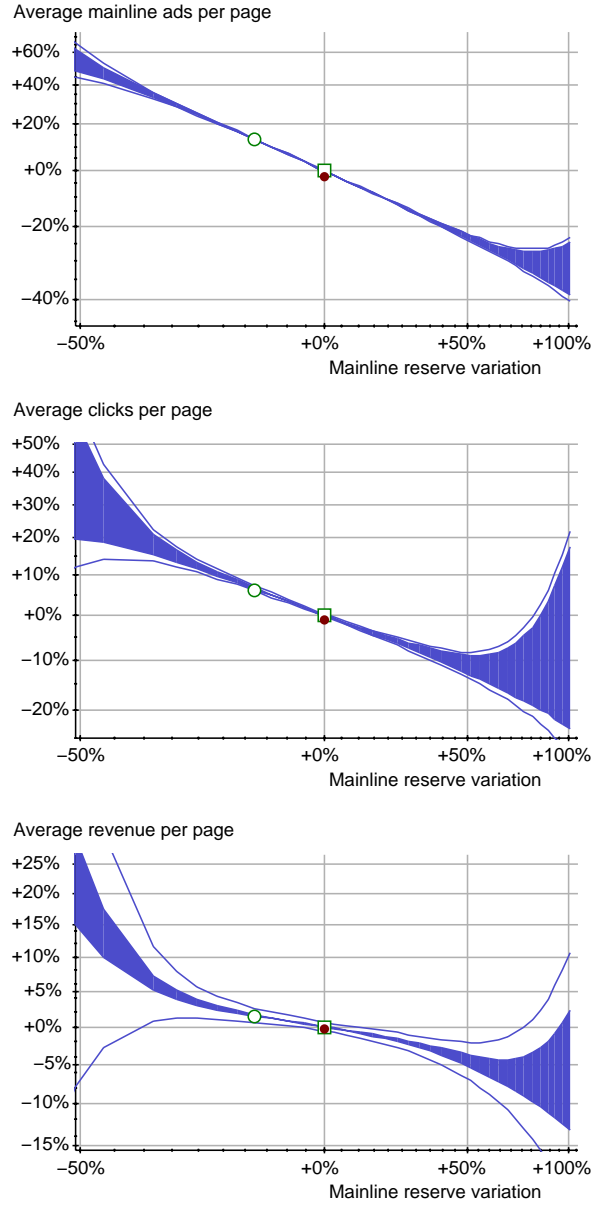 Average mainline ads per page
+60%
+40%
+20%
+0%
−20%
−40%
−50% +0% +50% +100%
Mainline reserve variation
Average clicks per page
+50%
+40%
+30%
+20%
+10%
+0%
−10%
−20%
−50% +0% +50% +100%
Mainline reserve variation
Average revenue per page
+25%
+20%
+15%
+10%
+5%
+0%
−5%
−10%
−15%
−50% +0% +50% +100%
Mainline reserve variation